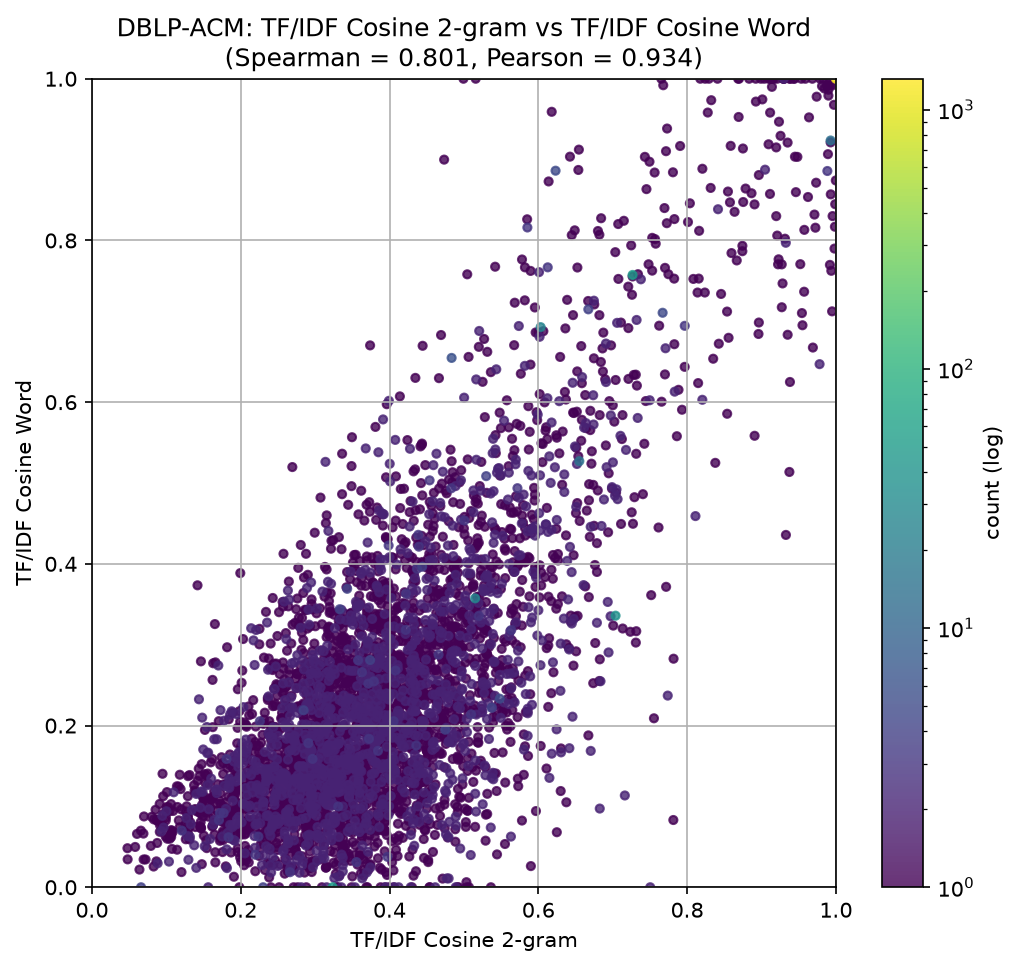 DBLP-ACM: TF/IDF Cosine 2-gram vs TF/IDF Cosine Word
(Spearman = 0.801, Pearson = 0.934)
1.0
0.8
0.6
0.4
0.2
0.0
TF/IDF Cosine Word
0.0 0.2 0.4 0.6 0.8 1.0
TF/IDF Cosine 2-gram
10³
10²
10¹
10⁰
count (log)